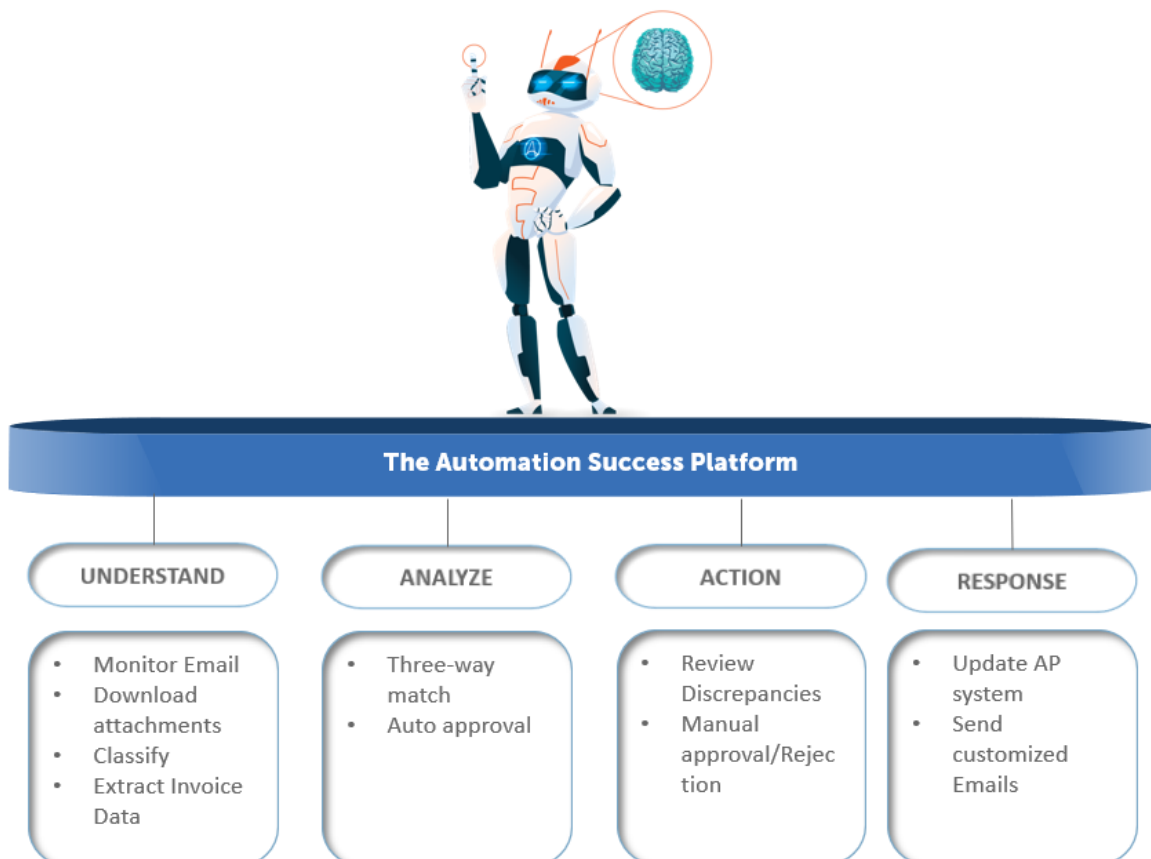 A
The Automation Success Platform
UNDERSTAND
• Monitor Email
• Download
attachments
• Classify
• Extract Invoice
Data
ANALYZE
• Three-way
match
• Auto approval
ACTION
• Review
Discrepancies
• Manual
approval/Rejec
tion
RESPONSE
• Update AP
system
• Send
customized
Emails